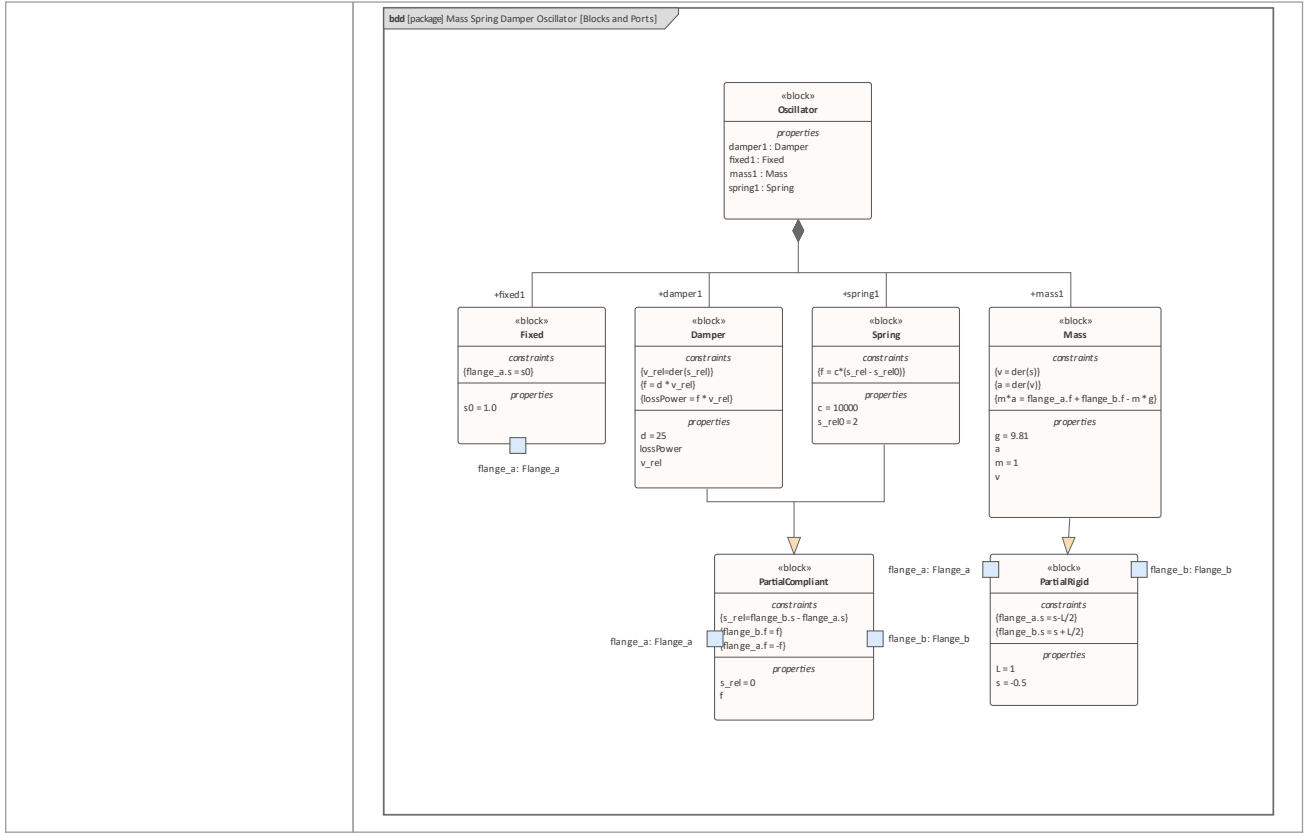 bdd [package] Mass Spring Damper Oscillator [Blocks and Ports]
«block»
Oscillator
properties
damper1 : Damper
fixed1 : Fixed
mass1 : Mass
spring1 : Spring
+fixed1
+damper1
+spring1
+mass1
«block»
Fixed
constraints
{flange_a.s = s0}
properties
s0 = 1.0
flange_a: Flange_a
«block»
Damper
constraints
{v_rel=der(s_rel)}
{f = d * v_rel}
{lossPower = f * v_rel}
properties
d = 25
lossPower
v_rel
«block»
Spring
constraints
{f = c*(s_rel - s_rel0)}
properties
c = 10000
s_rel0 = 2
«block»
Mass
constraints
{v = der(s)}
{a = der(v)}
{m*a = flange_a.f + flange_b.f - m * g}
properties
g = 9.81
a
m = 1
v
«block»
PartialCompliant
constraints
{s_rel=flange_b.s - flange_a.s}
{flange_b.f = f}
{flange_a.f = -f}
properties
s_rel = 0
f
flange_a: Flange_a
flange_b: Flange_b
flange_a: Flange_a
«block»
PartialRigid
flange_b: Flange_b
constraints
{flange_a.s = s-L/2}
{flange_b.s = s + L/2}
properties
L = 1
s = -0.5